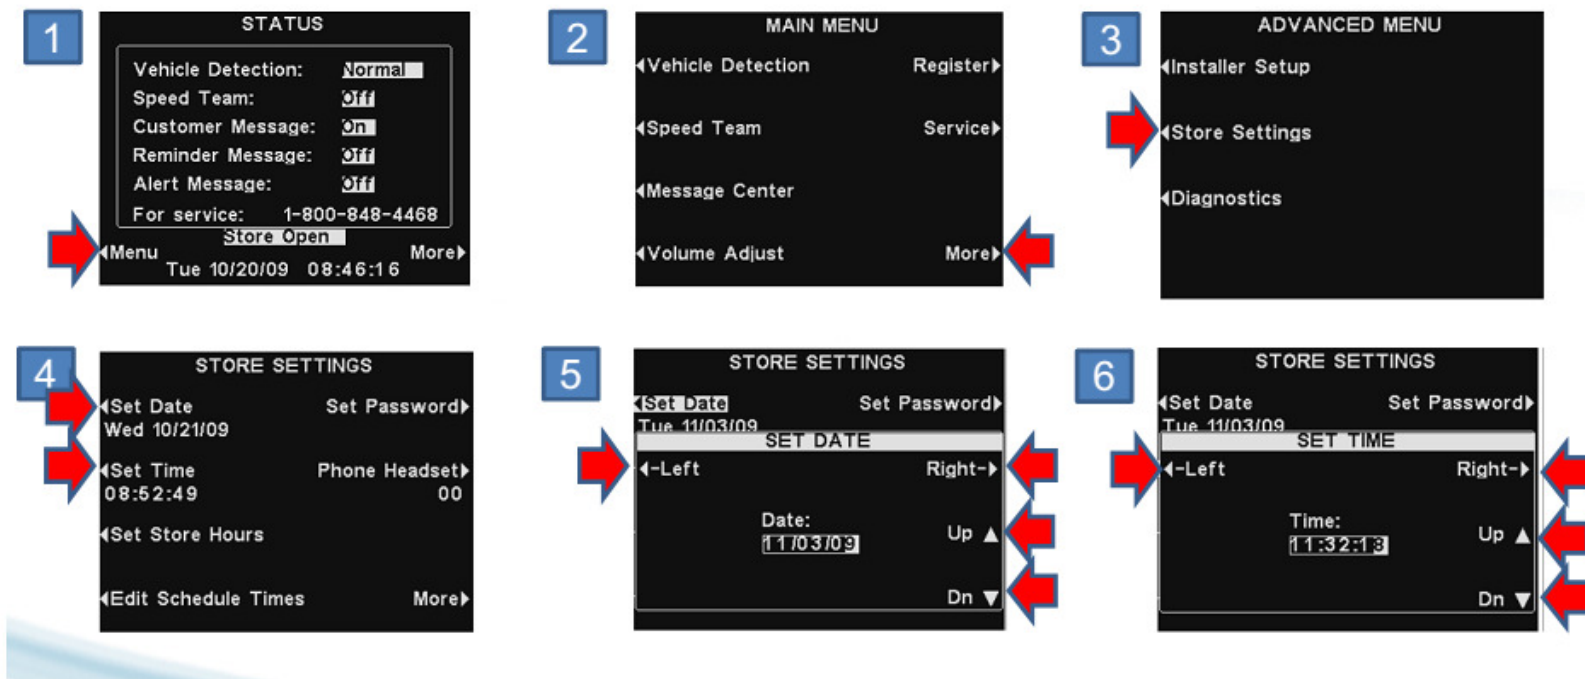 1
STATUS
Vehicle Detection: Normal
Speed Team: Off
Customer Message: On
Reminder Message: Off
Alert Message: Off
For service: 1-800-848-4468
Store Open
Menu More
Tue 10/20/09 08:46:16
2
MAIN MENU
Vehicle Detection Register
Speed Team Service
Message Center
Volume Adjust More
3
ADVANCED MENU
Installer Setup
Store Settings
Diagnostics
4
STORE SETTINGS
Set Date Set Password
Wed 10/21/09
Set Time Phone Headset
08:52:49 00
Set Store Hours
Edit Schedule Times More
5
STORE SETTINGS
Set Date Set Password
Tue 11/03/09
SET DATE
-Left Right-
Date:
Up
11/03/09
Dn
6
STORE SETTINGS
Set Date Set Password
Tue 11/03/09
SET TIME
-Left Right-
Time:
Up
11:32:18
Dn